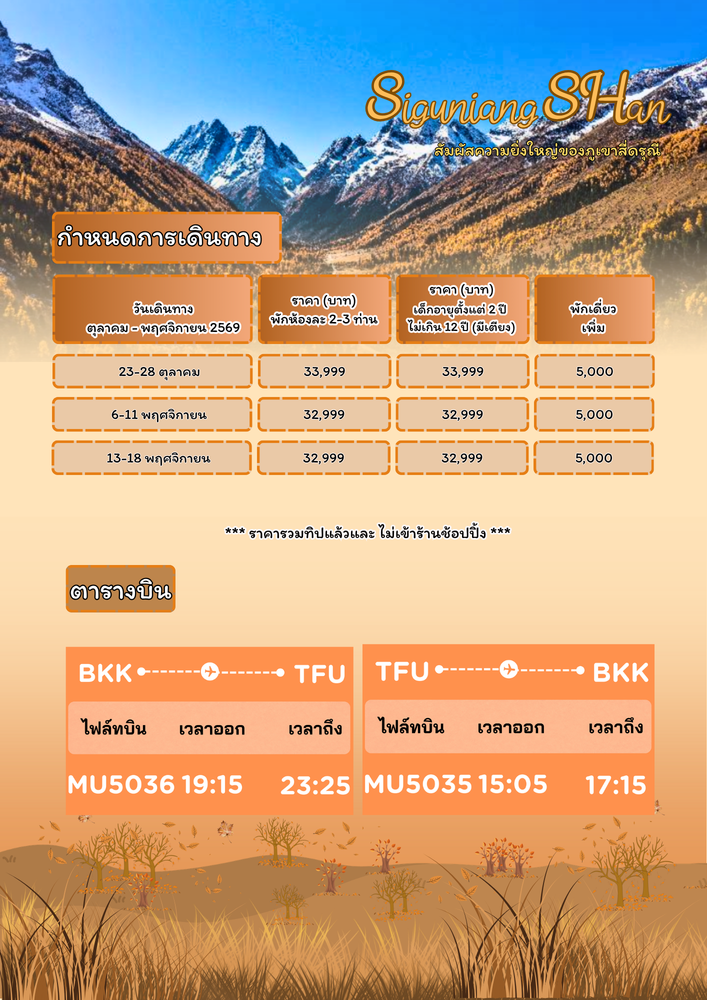 Siguniang SHan
สัมผัสความยิ่งใหญ่ของภูเขาสี่ดรุณี
กำหนดการเดินทาง
วันเดินทาง
ตุลาคม - พฤศจิกายน 2569
ราคา (บาท)
พักห้องละ 2-3 ท่าน
ราคา (บาท)
เด็กอายุตั้งแต่ 2 ปี
ไม่เกิน 12 ปี (มีเตียง)
พักเดี่ยว
เพิ่ม
23-28 ตุลาคม 33,999 33,999 5,000
6-11 พฤศจิกายน 32,999 32,999 5,000
13-18 พฤศจิกายน 32,999 32,999 5,000
*** ราคารวมทิปแล้วและ ไม่เข้าร้านช้อปปิ้ง ***
ตารางบิน
BKK TFU
ไฟล์ทบิน เวลาออก เวลาถึง
MU5036 19:15 23:25
TFU BKK
ไฟล์ทบิน เวลาออก เวลาถึง
MU5035 15:05 17:15